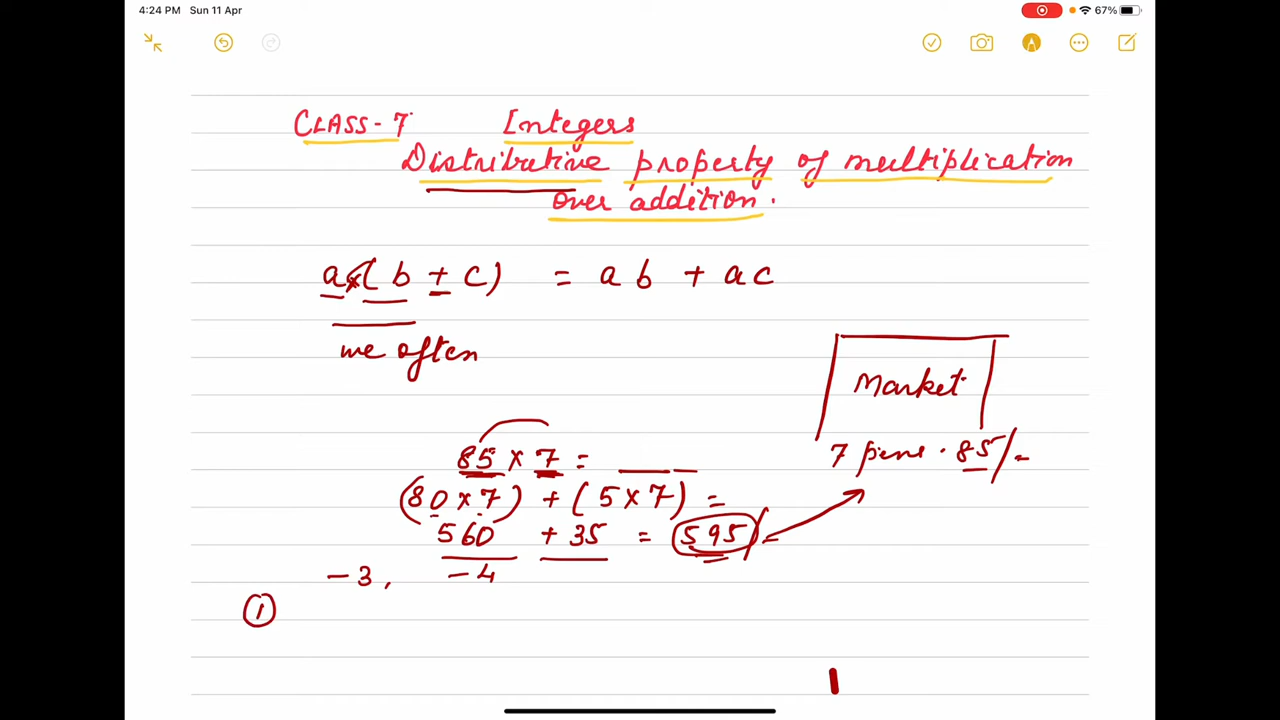 4:24 PM Sun 11 Apr 67%
CLASS-7 Integers
Distributive property of multiplication
over addition.
a×(b + c) = ab + ac
we often
Market
7 pens · 85/=
85 × 7 =
(80 × 7) + (5 × 7) =
560 + 35 = 595/=
-3, -4
①